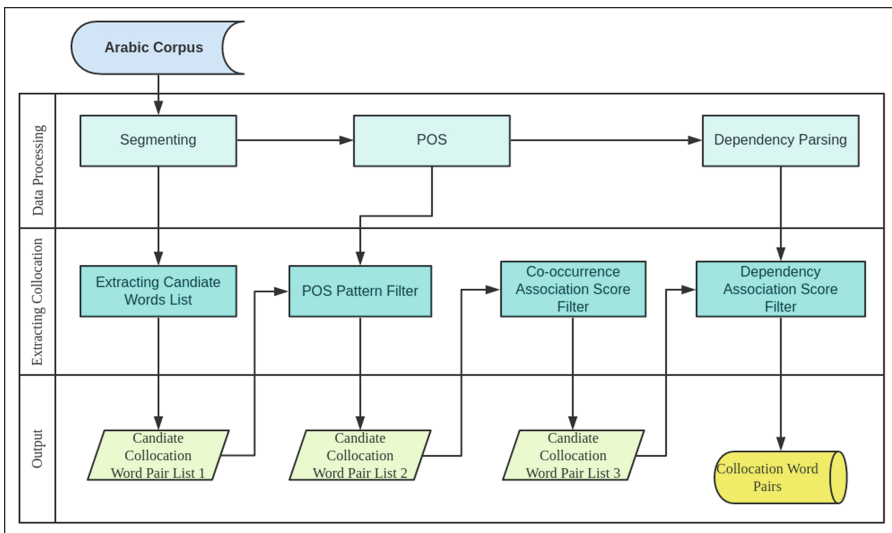 Arabic Corpus
Data Processing
Segmenting
POS
Dependency Parsing
Extracting Collocation
Extracting Candiate
Words List
POS Pattern Filter
Co-occurrence
Association Score
Filter
Dependency
Association Score
Filter
Output
Candiate
Collocation
Word Pair List 1
Candiate
Collocation
Word Pair List 2
Candiate
Collocation
Word Pair List 3
Collocation Word
Pairs